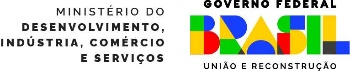 MINISTÉRIO DO
DESENVOLVIMENTO,
INDÚSTRIA, COMÉRCIO
E SERVIÇOS
GOVERNO FEDERAL
BRASIL
UNIÃO E RECONSTRUÇÃO